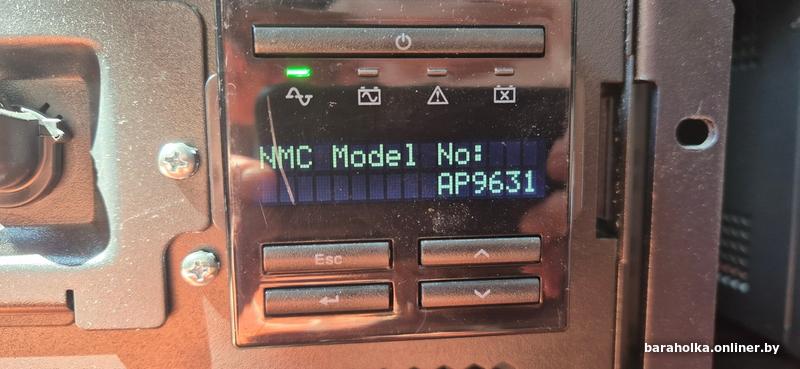 NMC Model No:
AP9631
Esc
baraholka.onliner.by